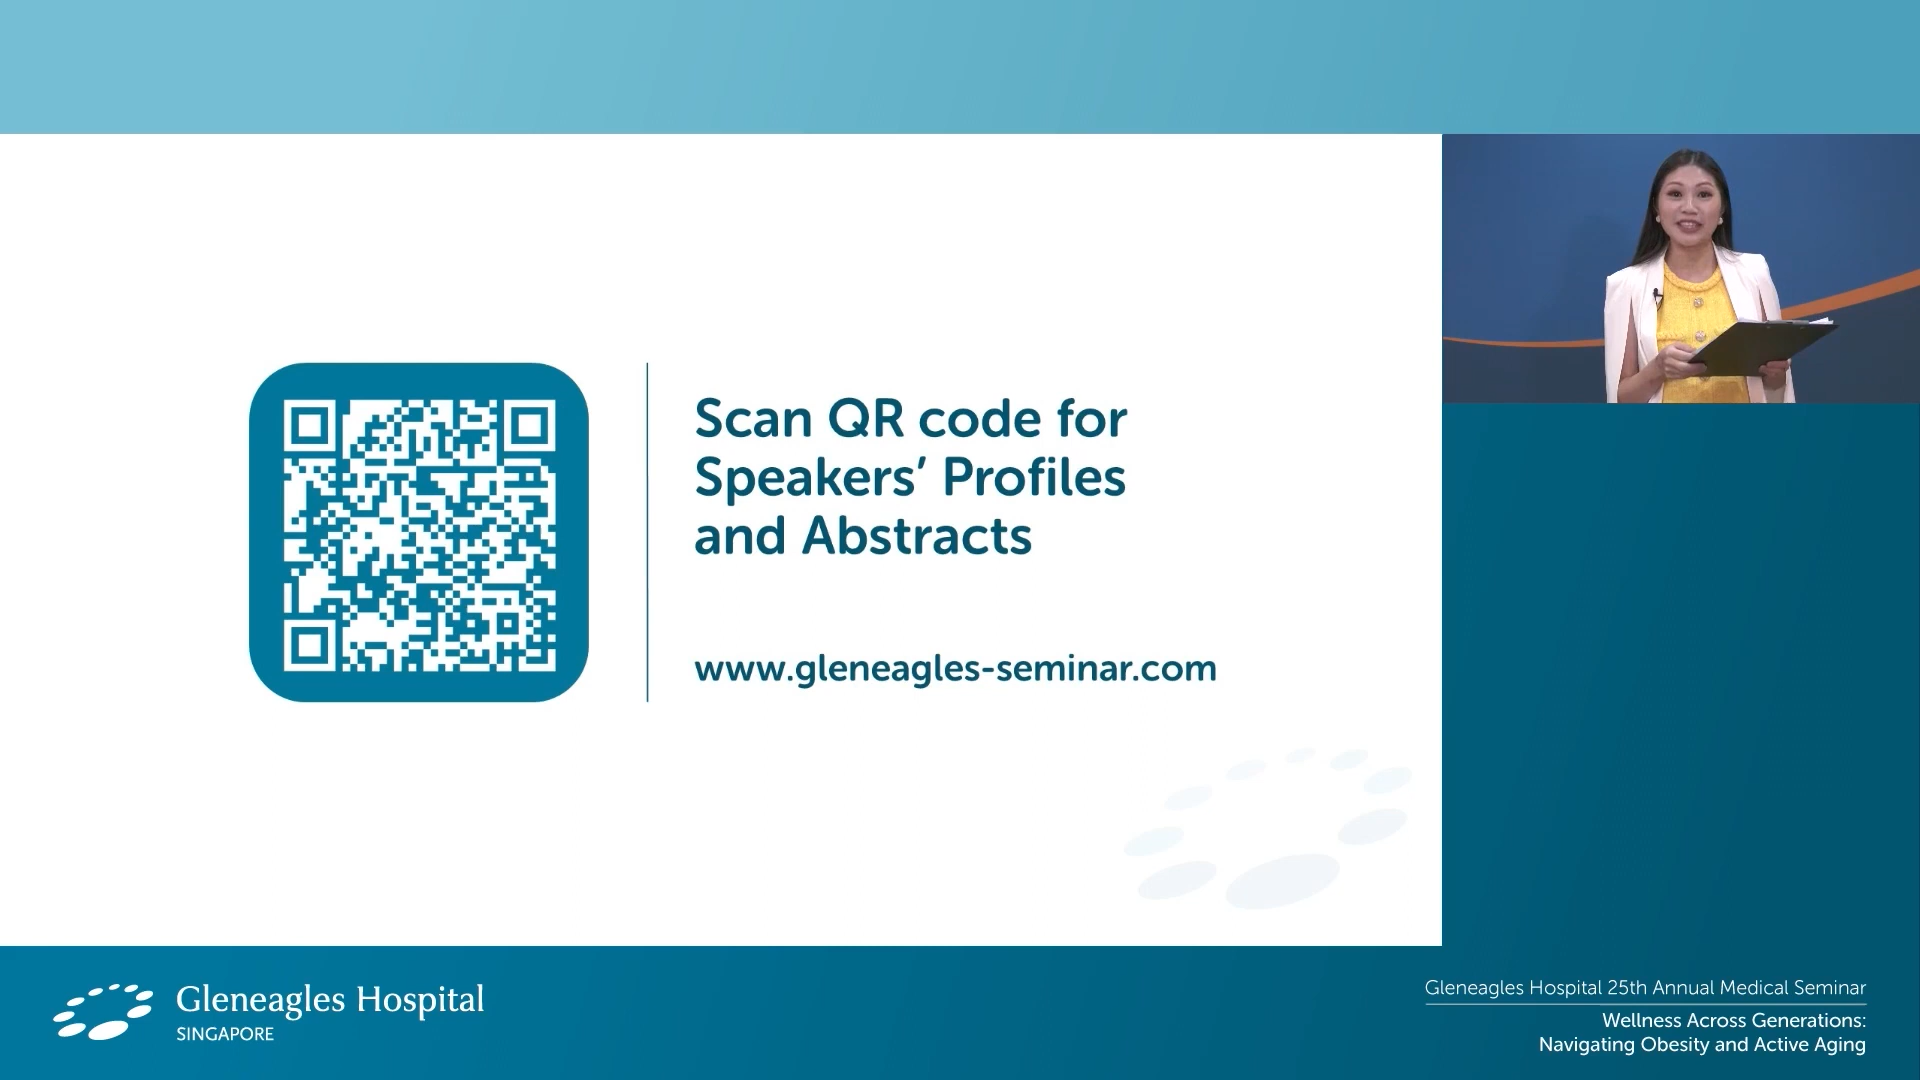 Scan QR code for
Speakers’ Profiles
and Abstracts
www.gleneagles-seminar.com
Gleneagles Hospital
SINGAPORE
Gleneagles Hospital 25th Annual Medical Seminar
Wellness Across Generations:
Navigating Obesity and Active Aging